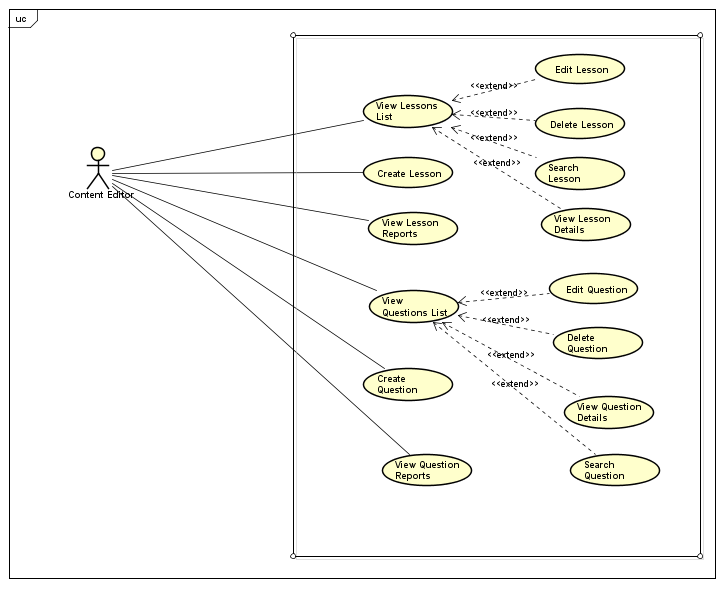 uc
Edit Lesson
<<extend>>
View Lessons
List
<<extend>>
Delete Lesson
<<extend>>
Search
Lesson
<<extend>>
Create Lesson
Content Editor
View Lesson
Details
View Lesson
Reports
Edit Question
<<extend>>
View
Questions List
<<extend>>
Delete
Question
<<extend>>
Create
Question
<<extend>>
View Question
Details
View Question
Reports
Search
Question